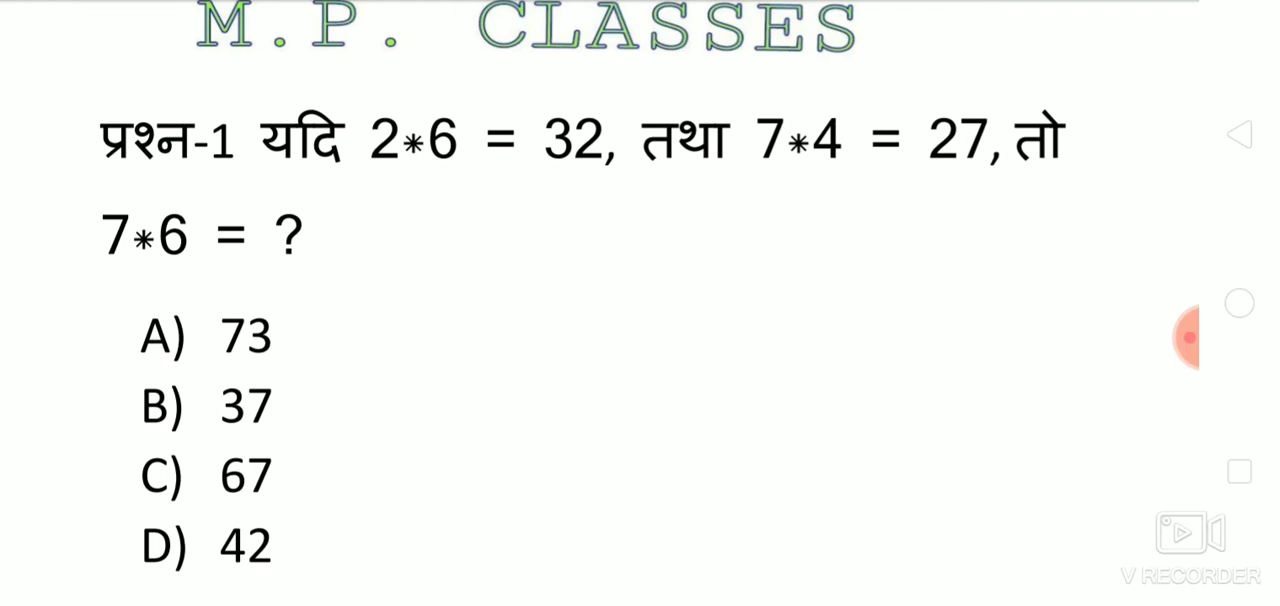 M.P. CLASSES
प्रश्न-1 यदि 2*6 = 32, तथा 7*4 = 27, तो
7*6 = ?
A) 73
B) 37
C) 67
D) 42
V RECORDER